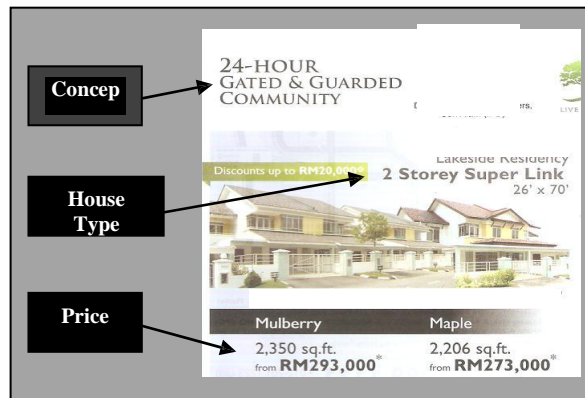 Concep
24-HOUR
GATED & GUARDED
COMMUNITY
LIVE
Lakeside Residency
Discounts up to RM20,000*
2 Storey Super Link
26' x 70'
House
Type
Price
Mulberry Maple
2,350 sq.ft. 2,206 sq.ft.
from RM293,000* from RM273,000*